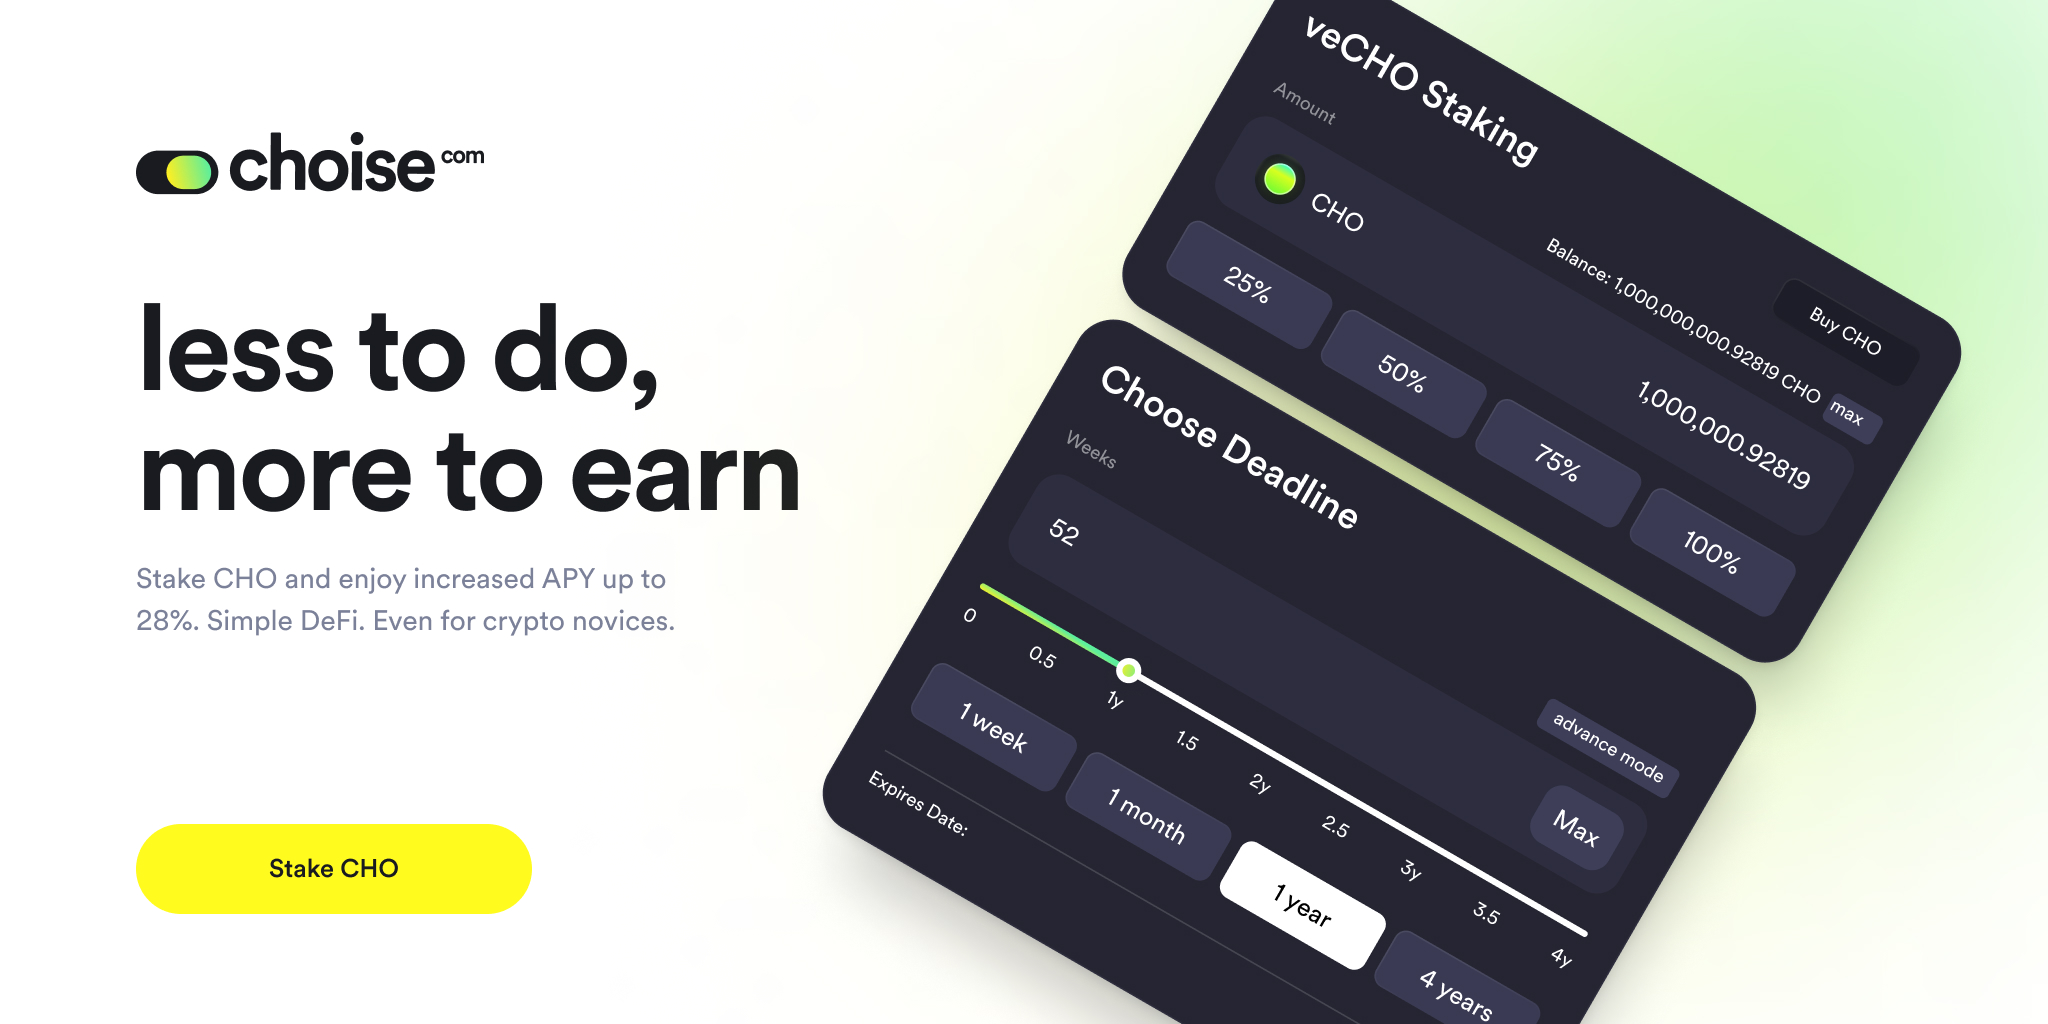 choise com
less to do,
more to earn
Stake CHO and enjoy increased APY up to
28%. Simple DeFi. Even for crypto novices.
Stake CHO
veCHO Staking
Buy CHO
Amount
Balance: 1,000,000,000.92819 CHO max
CHO
1,000,000.92819
25%
50%
75%
100%
Choose Deadline
Weeks
advance mode
52
Max
0
0.5
1y
1.5
2y
2.5
3y
3.5
4y
1 week
1 month
1 year
4 years
Expires Date: